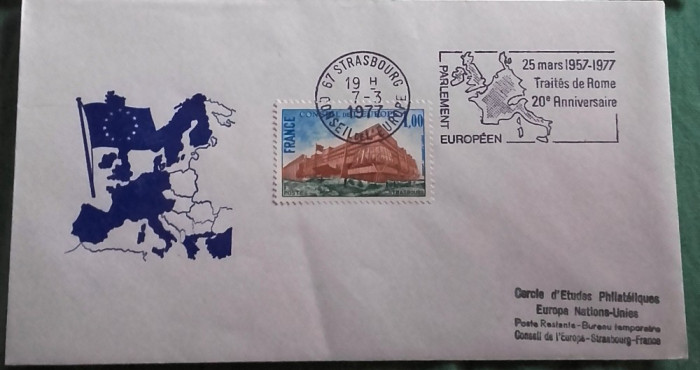 67 STRASBOURG
19 H
7-3
1977
CONSEIL DE L'EUROPE
FRANCE
1,00
25 mars 1957-1977
Traités de Rome
20e Anniversaire
PARLEMENT
EUROPÉEN
Cercle d'Etudes Philatéliques
Europe Nations-Unies
Poste Restante-Bureau temporaire
Conseil de l'Europe-Strasbourg-France